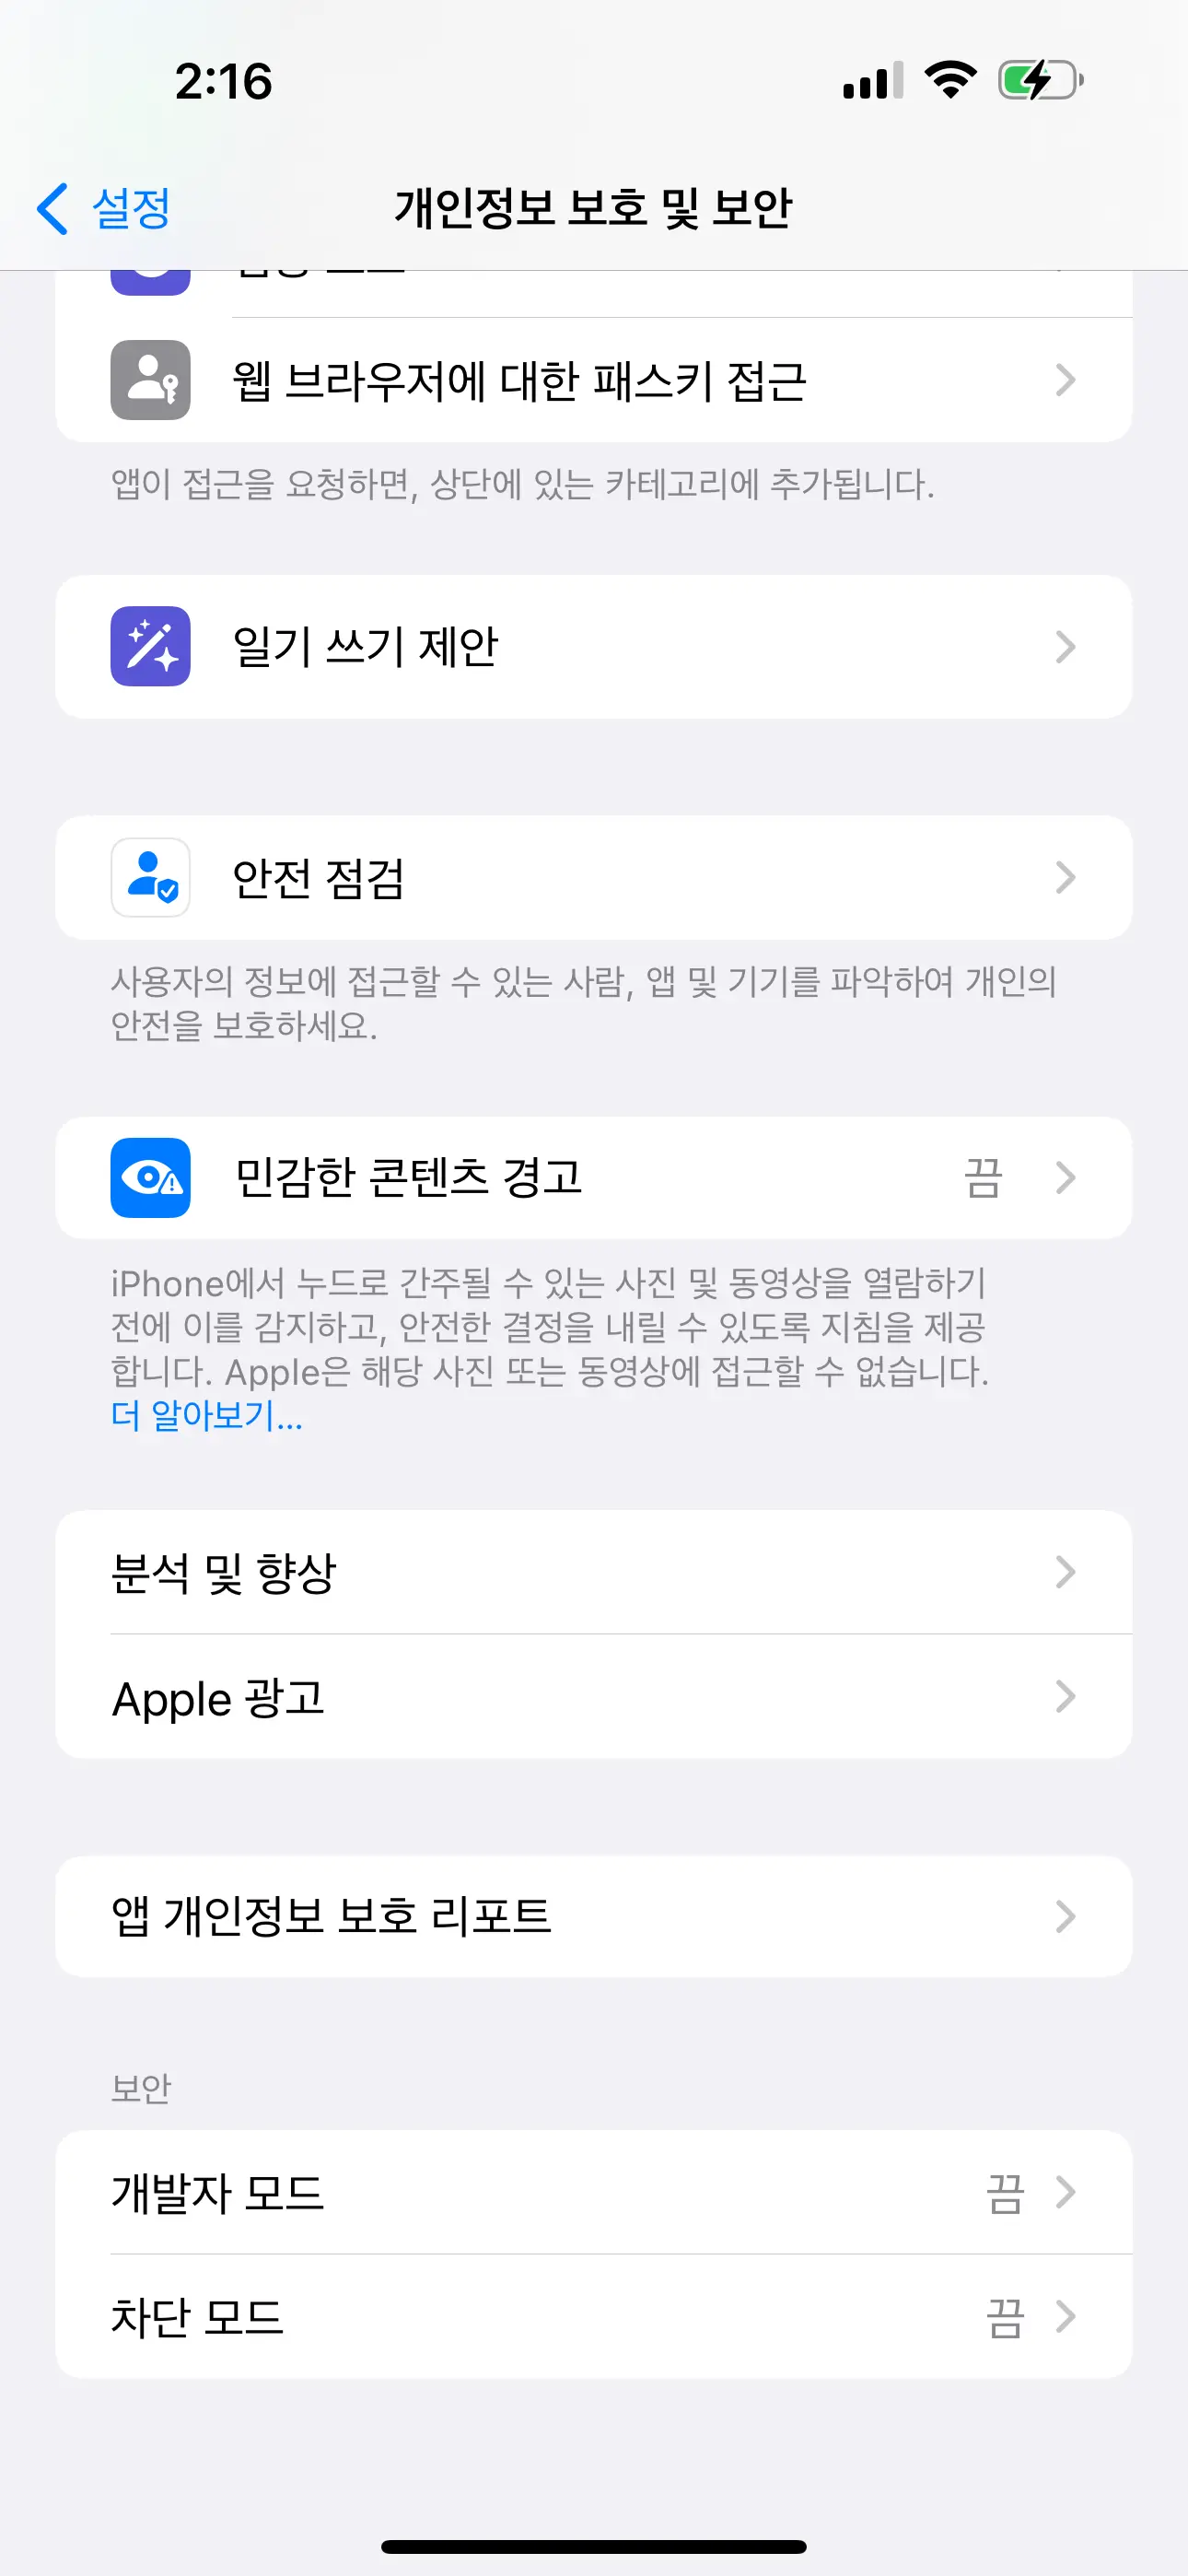 2:16
설정
개인정보 보호 및 보안
웹 브라우저에 대한 패스키 접근
앱이 접근을 요청하면, 상단에 있는 카테고리에 추가됩니다.
일기 쓰기 제안
안전 점검
사용자의 정보에 접근할 수 있는 사람, 앱 및 기기를 파악하여 개인의
안전을 보호하세요.
민감한 콘텐츠 경고 끔
iPhone에서 누드로 간주될 수 있는 사진 및 동영상을 열람하기
전에 이를 감지하고, 안전한 결정을 내릴 수 있도록 지침을 제공
합니다. Apple은 해당 사진 또는 동영상에 접근할 수 없습니다.
더 알아보기...
분석 및 향상
Apple 광고
앱 개인정보 보호 리포트
보안
개발자 모드 끔
차단 모드 끔